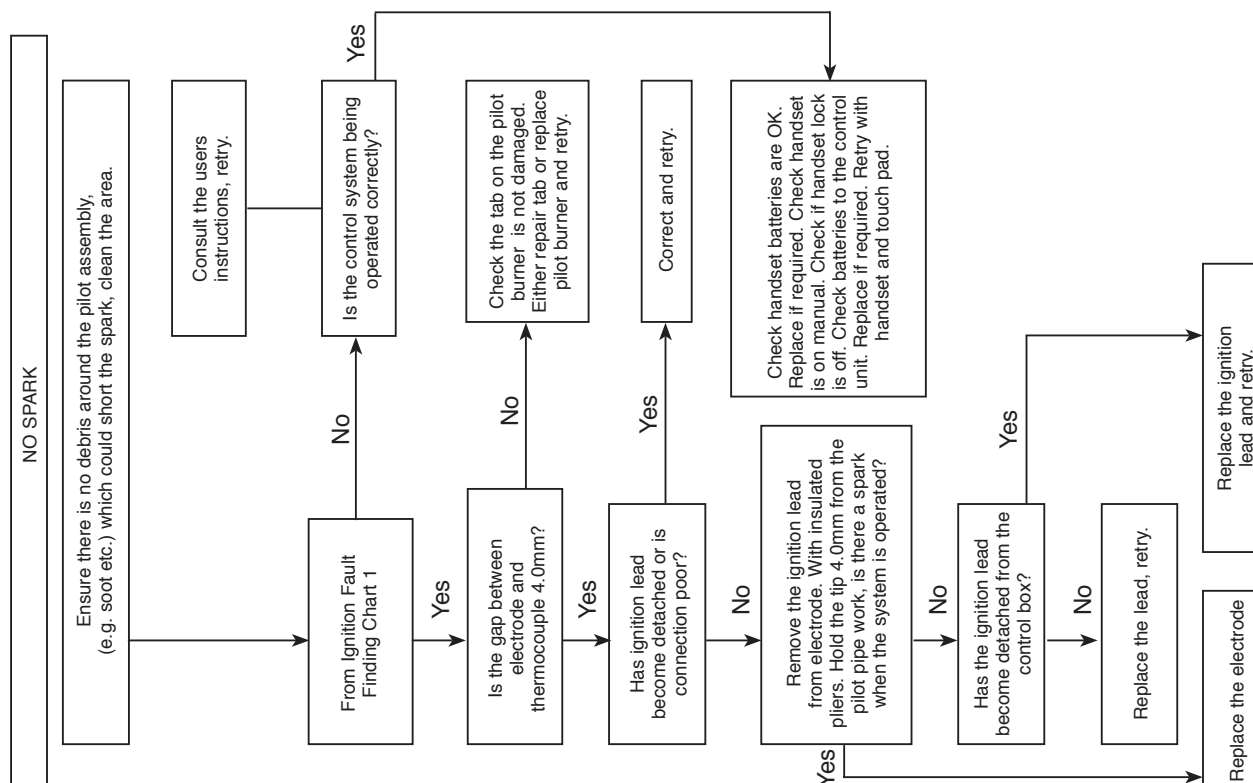 NO SPARK
Ensure there is no debris around the pilot assembly,
(e.g. soot etc.) which could short the spark, clean the area.
Consult the users
instructions, retry.
From Ignition Fault
Finding Chart 1
No
Is the control system being
operated correctly?
Yes
Yes
Is the gap between
electrode and
thermocouple 4.0mm?
No
Check the tab on the pilot
burner is not damaged.
Either repair tab or replace
pilot burner and retry.
Yes
Has ignition lead
become detached or is
connection poor?
Yes
Correct and retry.
No
Remove the ignition lead
from electrode. With insulated
pliers. Hold the tip 4.0mm from the
pilot pipe work, is there a spark
when the system is operated?
Check handset batteries are OK.
Replace if required. Check handset
is on manual. Check if handset lock
is off. Check batteries to the control
unit. Replace if required. Retry with
handset and touch pad.
Yes
No
Has the ignition lead
become detached from the
control box?
Yes
No
Replace the lead, retry.
Replace the electrode
Replace the ignition
lead and retry.